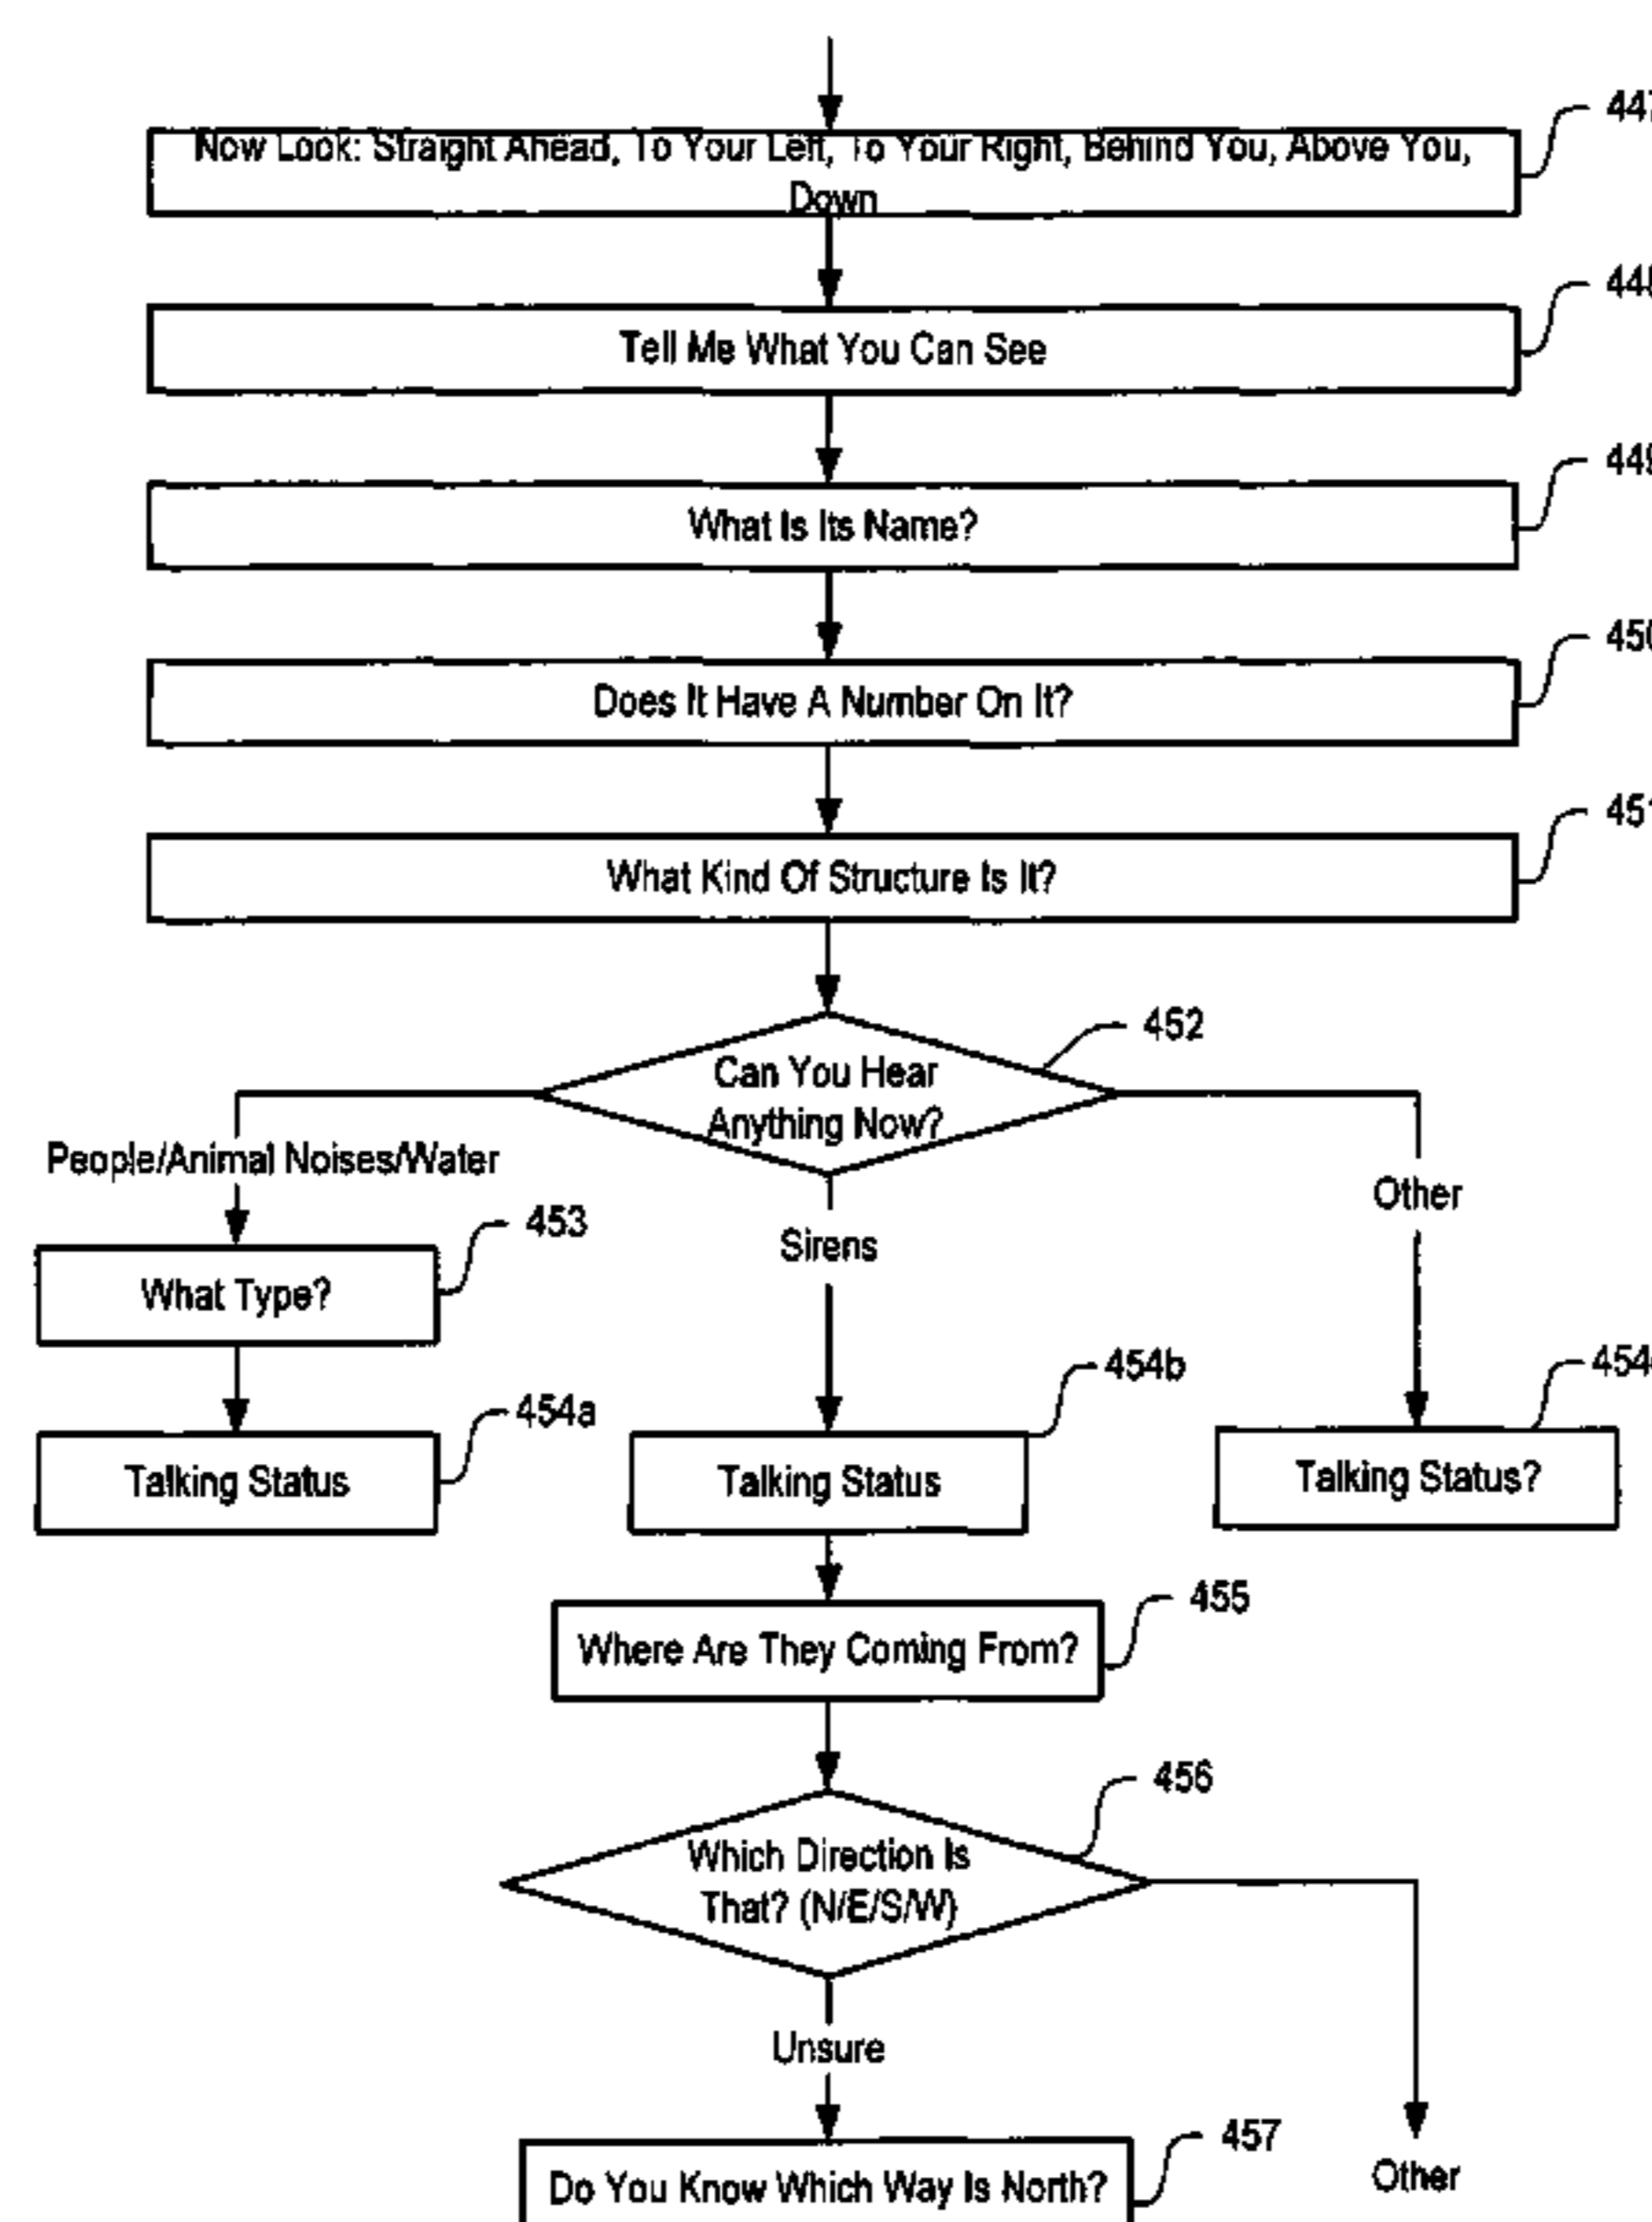 447
Now Look: Straight Ahead, To Your Left, To Your Right, Behind You, Above You,
Down
448
Tell Me What You Can See
449
What Is Its Name?
450
Does It Have A Number On It?
451
What Kind Of Structure Is It?
452
Can You Hear
Anything Now?
People/Animal Noises/Water
Other
453
Sirens
What Type?
454a
454b
454
Talking Status
Talking Status
Talking Status?
455
Where Are They Coming From?
456
Which Direction Is
That? (N/E/S/W)
Unsure
457
Do You Know Which Way Is North?
Other